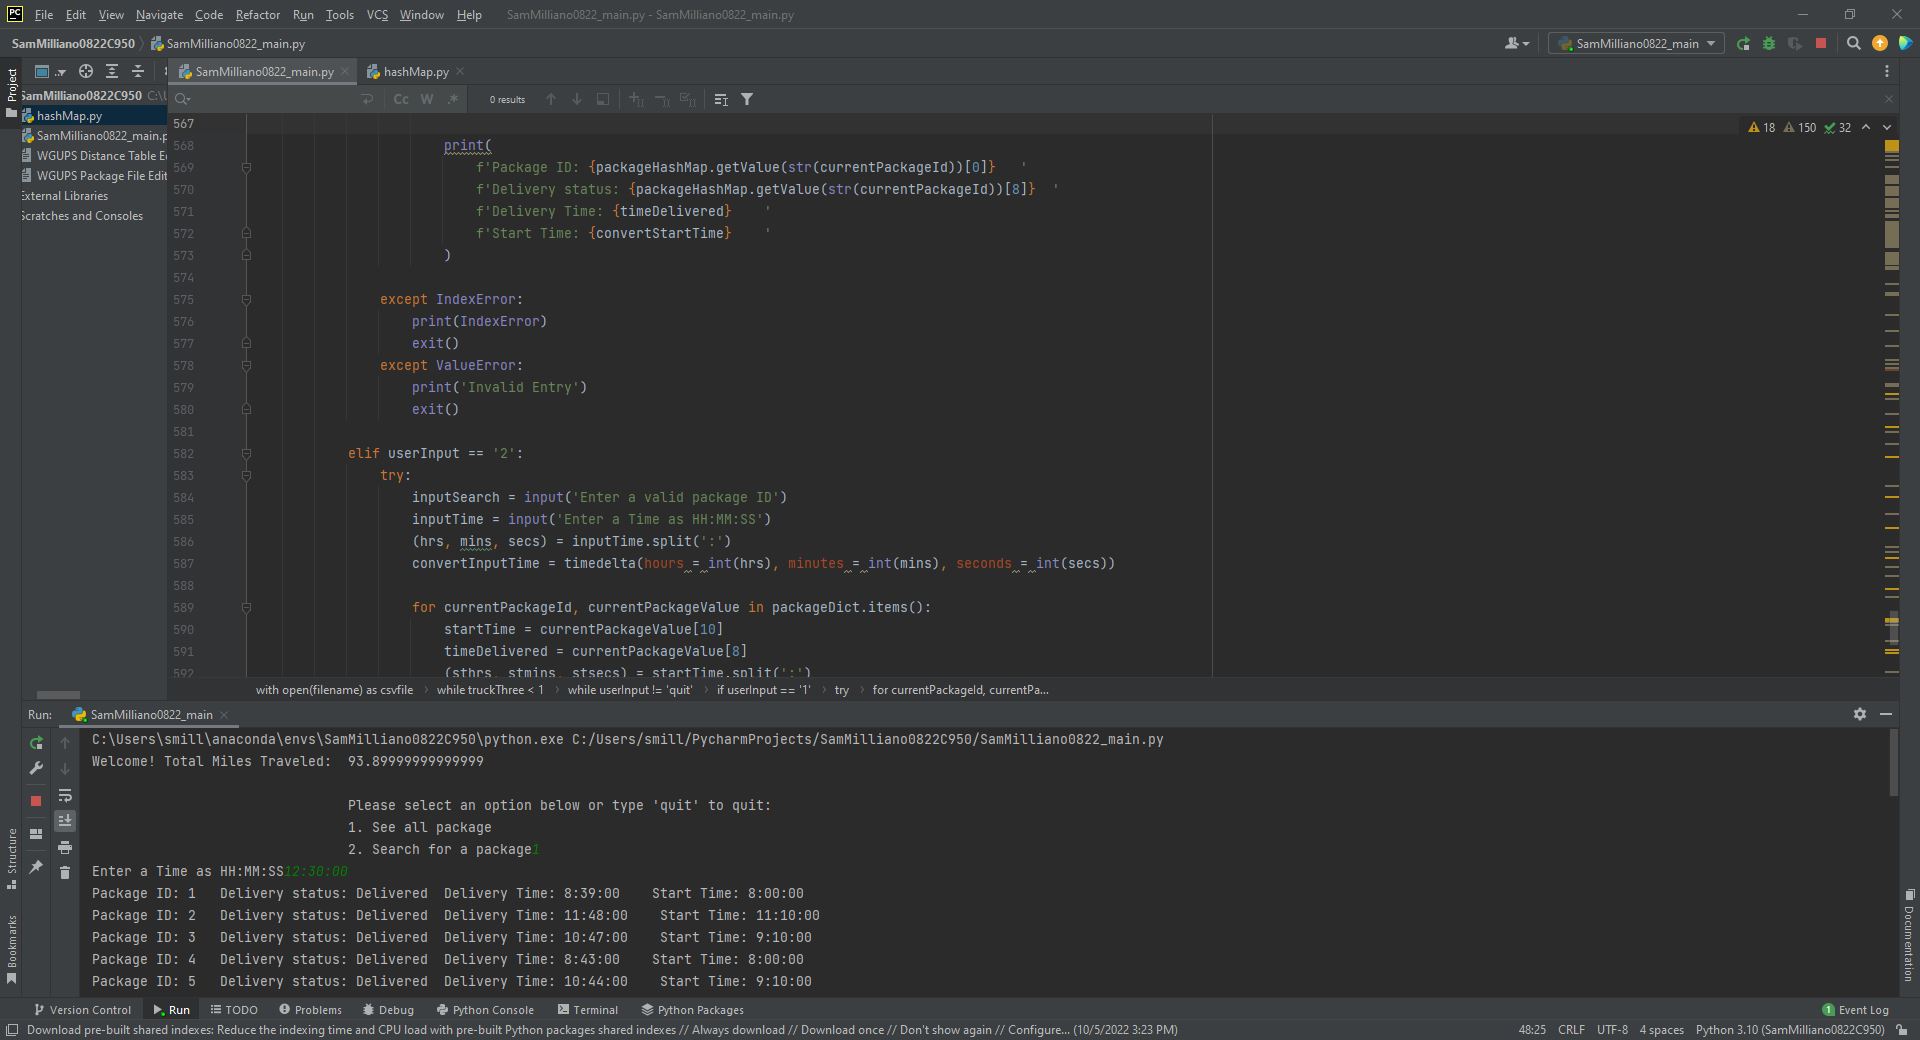 PC File Edit View Navigate Code Refactor Run Tools VCS Window Help SamMilliano0822_main.py - SamMilliano0822_main.py
SamMilliano0822C950 SamMilliano0822_main.py SamMilliano0822_main
Project SamMilliano0822_main.py hashMap.py
SamMilliano0822C950 C:\U
hashMap.py
SamMilliano0822_main.p
WGUPS Distance Table Ed
WGUPS Package File Edit
External Libraries
Scratches and Consoles
Cc W .* 0 results
18 150 32
567
568 print(
569 f'Package ID: {packageHashMap.getValue(str(currentPackageId))[0]}   '
570 f'Delivery status: {packageHashMap.getValue(str(currentPackageId))[8]}  '
571 f'Delivery Time: {timeDelivered}    '
572 f'Start Time: {convertStartTime}    '
573 )
574
575 except IndexError:
576 print(IndexError)
577 exit()
578 except ValueError:
579 print('Invalid Entry')
580 exit()
581
582 elif userInput == '2':
583 try:
584 inputSearch = input('Enter a valid package ID')
585 inputTime = input('Enter a Time as HH:MM:SS')
586 (hrs, mins, secs) = inputTime.split(':')
587 convertInputTime = timedelta(hours = int(hrs), minutes = int(mins), seconds = int(secs))
588
589 for currentPackageId, currentPackageValue in packageDict.items():
590 startTime = currentPackageValue[10]
591 timeDelivered = currentPackageValue[8]
592 (sthrs, stmins, stsecs) = startTime.split(':')
with open(filename) as csvfile while truckThree < 1 while userInput != 'quit' if userInput == '1' try for currentPackageId, currentPa...
Run: SamMilliano0822_main
C:\Users\smill\anaconda\envs\SamMilliano0822C950\python.exe C:/Users/smill/PycharmProjects/SamMilliano0822C950/SamMilliano0822_main.py
Welcome! Total Miles Traveled:  93.89999999999999
Please select an option below or type 'quit' to quit:
1. See all package
2. Search for a package1
Enter a Time as HH:MM:SS12:30:00
Package ID: 1   Delivery status: Delivered  Delivery Time: 8:39:00    Start Time: 8:00:00
Package ID: 2   Delivery status: Delivered  Delivery Time: 11:48:00    Start Time: 11:10:00
Package ID: 3   Delivery status: Delivered  Delivery Time: 10:47:00    Start Time: 9:10:00
Package ID: 4   Delivery status: Delivered  Delivery Time: 8:43:00    Start Time: 8:00:00
Package ID: 5   Delivery status: Delivered  Delivery Time: 10:44:00    Start Time: 9:10:00
Structure
Bookmarks
Documentation
Version Control Run TODO Problems Debug Python Console Terminal Python Packages 1 Event Log
Download pre-built shared indexes: Reduce the indexing time and CPU load with pre-built Python packages shared indexes // Always download // Download once // Don't show again // Configure... (10/5/2022 3:23 PM) 48:25 CRLF UTF-8 4 spaces Python 3.10 (SamMilliano0822C950)